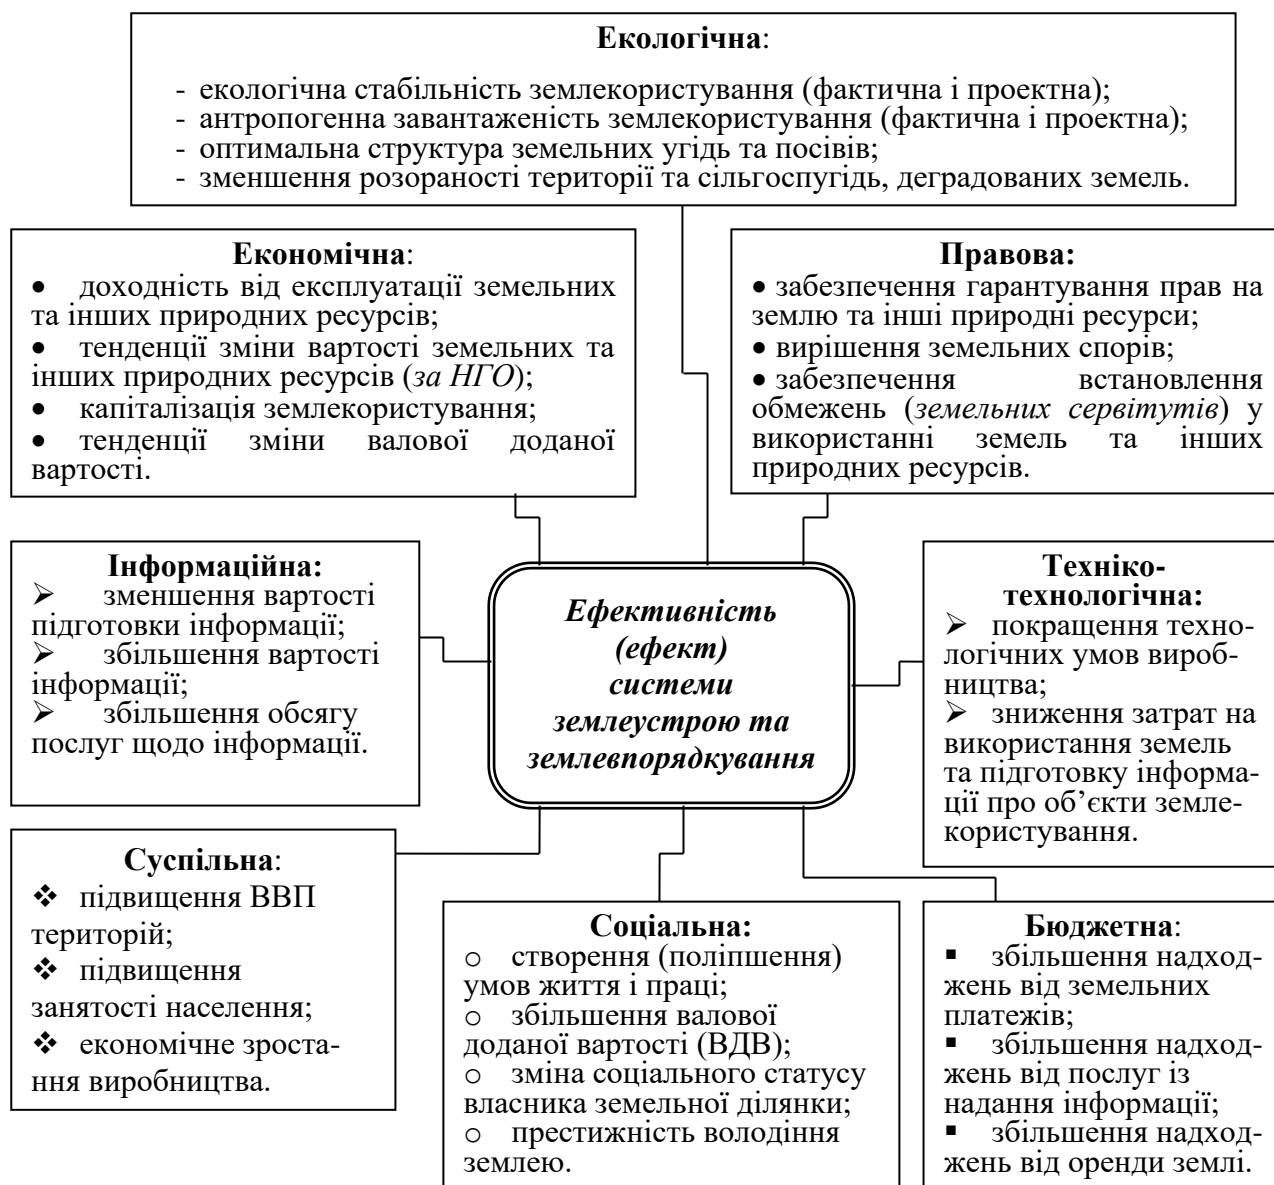 Екологічна:
- екологічна стабільність землекористування (фактична і проектна);
- антропогенна завантаженість землекористування (фактична і проектна);
- оптимальна структура земельних угідь та посівів;
- зменшення розораності території та сільгоспугідь, деградованих земель.
Економічна:
• доходність від експлуатації земельних
та інших природних ресурсів;
• тенденції зміни вартості земельних та
інших природних ресурсів (за НГО);
• капіталізація землекористування;
• тенденції зміни валової доданої
вартості.
Правова:
• забезпечення гарантування прав на
землю та інші природні ресурси;
• вирішення земельних спорів;
• забезпечення встановлення
обмежень (земельних сервітутів) у
використанні земель та інших
природних ресурсів.
Інформаційна:
➢ зменшення вартості
підготовки інформації;
➢ збільшення вартості
інформації;
➢ збільшення обсягу
послуг щодо інформації.
Ефективність
(ефект)
системи
землеустрою та
землевпорядкування
Техніко-
технологічна:
➢ покращення техно-
логічних умов вироб-
ництва;
➢ зниження затрат на
використання земель
та підготовку інформа-
ції про об’єкти земле-
користування.
Суспільна:
❖ підвищення ВВП
територій;
❖ підвищення
занятості населення;
❖ економічне зроста-
ння виробництва.
Соціальна:
o створення (поліпшення)
умов життя і праці;
o збільшення валової
доданої вартості (ВДВ);
o зміна соціального статусу
власника земельної ділянки;
o престижність володіння
землею.
Бюджетна:
▪ збільшення надход-
жень від земельних
платежів;
▪ збільшення надход-
жень від послуг із
надання інформації;
▪ збільшення надход-
жень від оренди землі.